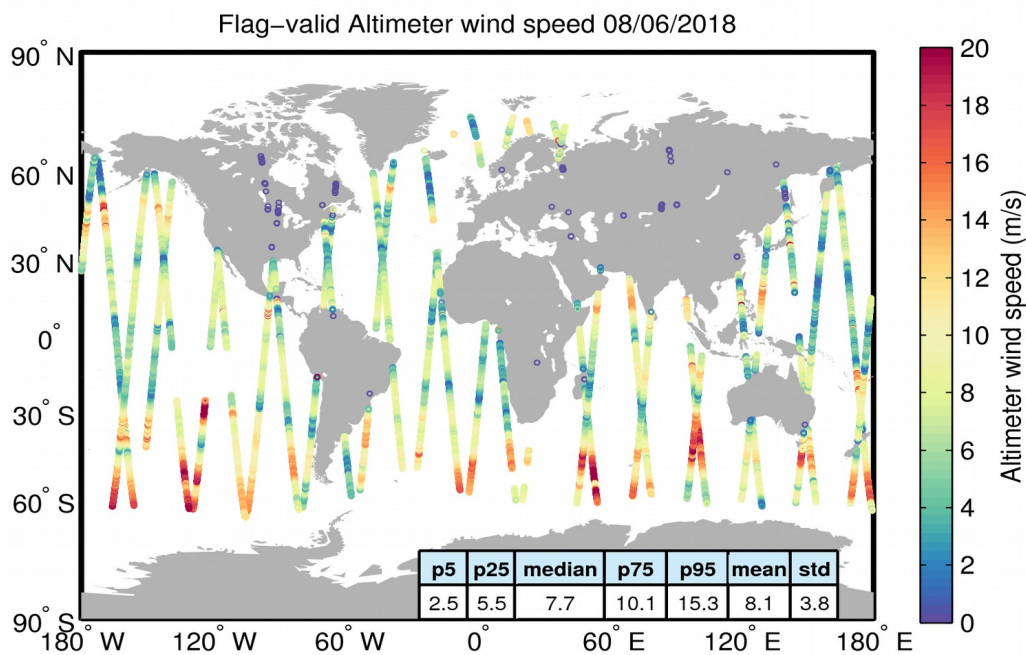 Flag−valid Altimeter wind speed 08/06/2018
90° N
60° N
30° N
0°
30° S
60° S
90° S
180° W
120° W
60° W
0°
60° E
120° E
180° E
p5 p25 median p75 p95 mean std
2.5 5.5 7.7 10.1 15.3 8.1 3.8
20
18
16
14
12
10
8
6
4
2
0
Altimeter wind speed (m/s)